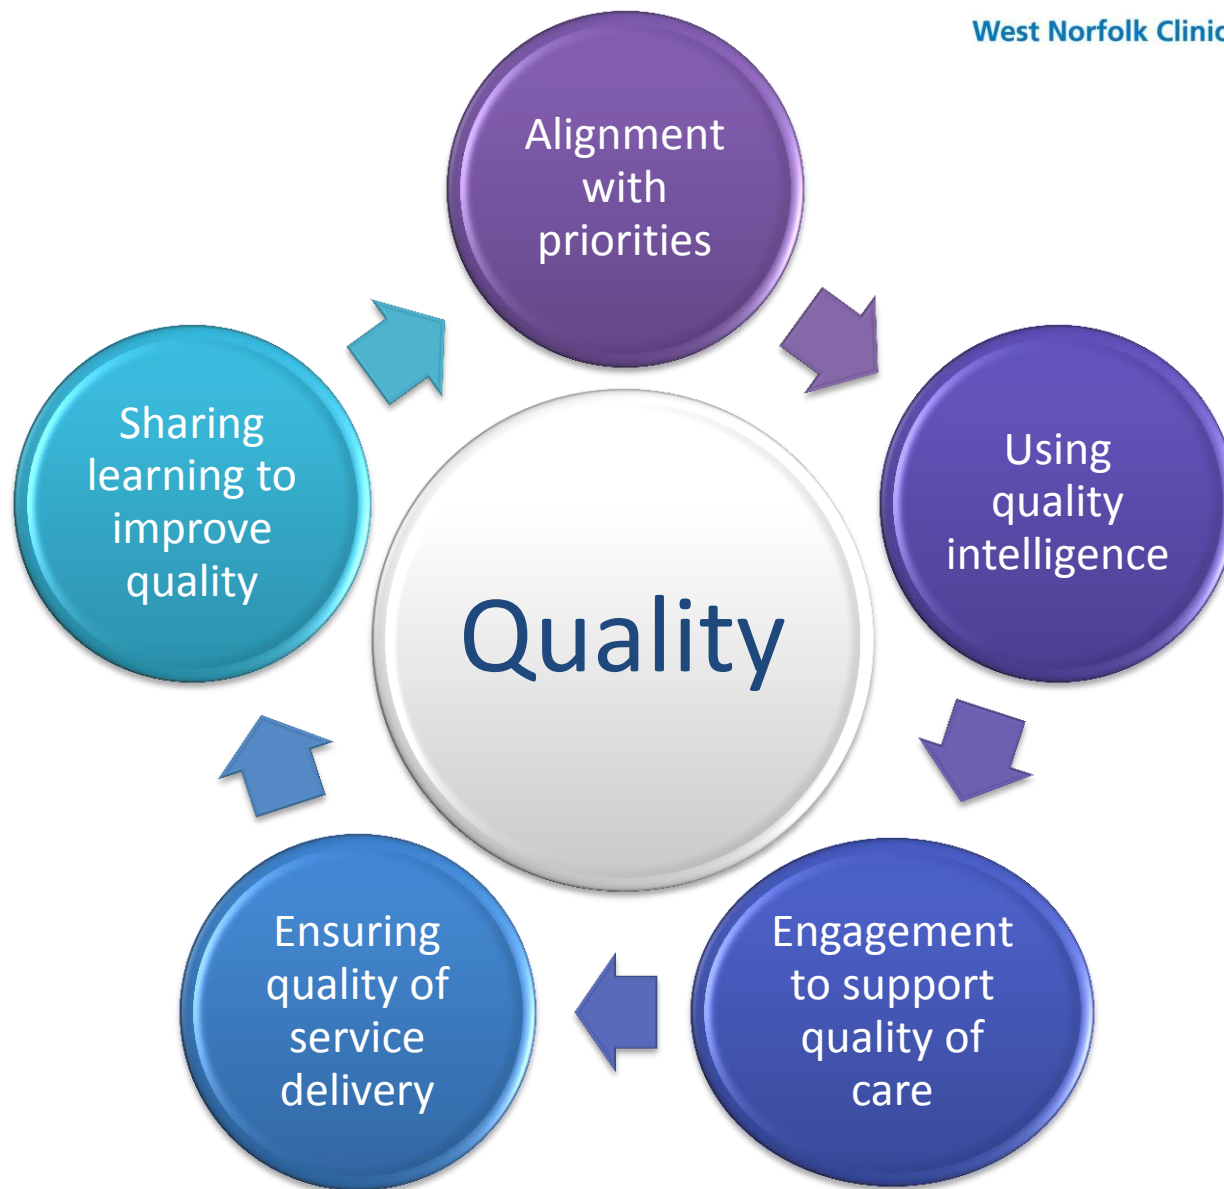 West Norfolk Clinic
Alignment
with
priorities
Using
quality
intelligence
Engagement
to support
quality of
care
Ensuring
quality of
service
delivery
Sharing
learning to
improve
quality
Quality